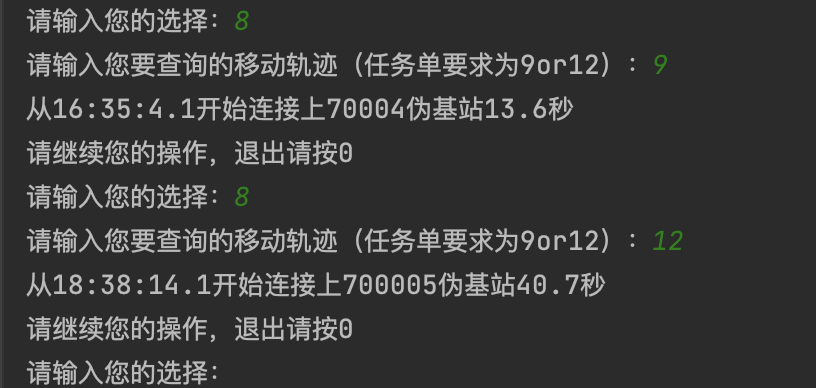 请输入您的选择：8
请输入您要查询的移动轨迹（任务单要求为9or12）：9
从16:35:4.1开始连接上70004伪基站13.6秒
请继续您的操作，退出请按0
请输入您的选择：8
请输入您要查询的移动轨迹（任务单要求为9or12）：12
从18:38:14.1开始连接上700005伪基站40.7秒
请继续您的操作，退出请按0
请输入您的选择：